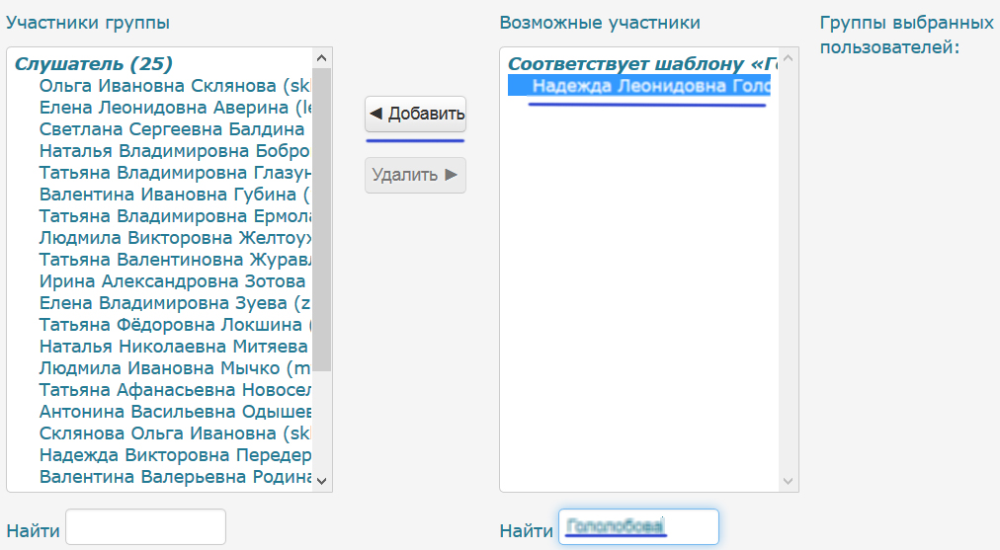 Участники группы
Слушатель (25)
Ольга Ивановна Склянова (sk
Елена Леонидовна Аверина (le
Светлана Сергеевна Балдина
Наталья Владимировна Бобро
Татьяна Владимировна Глазун
Валентина Ивановна Губина (
Татьяна Владимировна Ермола
Людмила Викторовна Желтоух
Татьяна Валентиновна Журавл
Ирина Александровна Зотова
Елена Владимировна Зуева (z
Татьяна Фёдоровна Локшина (
Наталья Николаевна Митяева
Людмила Ивановна Мычко (m
Татьяна Афанасьевна Новосел
Антонина Васильевна Одышев
Склянова Ольга Ивановна (sk
Надежда Викторовна Передер
Валентина Валерьевна Родина
Найти
◄ Добавить
Удалить ►
Возможные участники
Соответствует шаблону «Го
Надежда Леонидовна Голо
Найти Гололобова
Группы выбранных
пользователей: